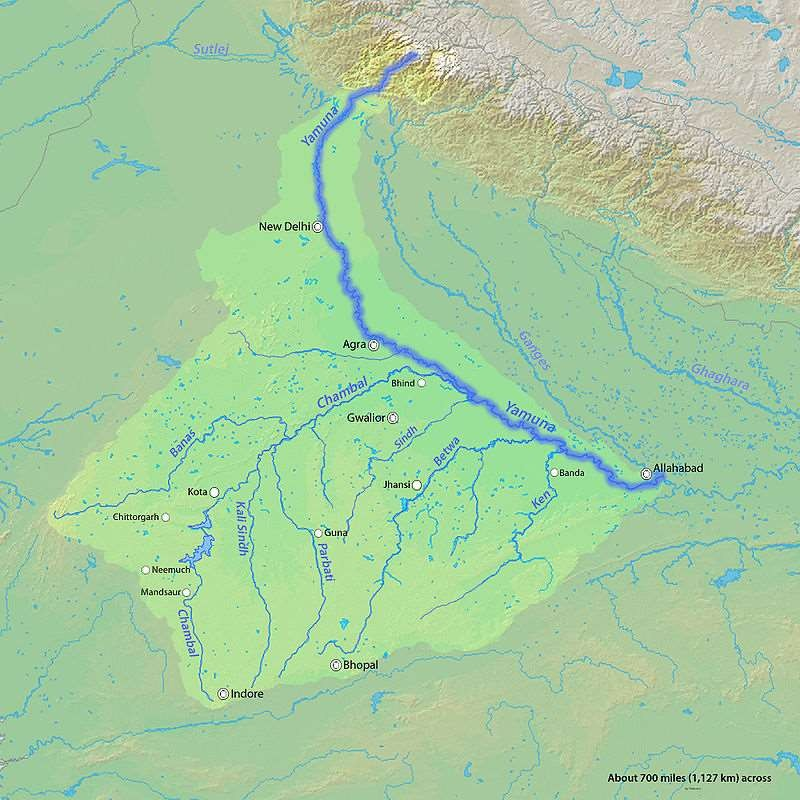 Sutlej
Yamuna
New Delhi
Ganges
Agra
Ghaghara
Bhind
Chambal
Yamuna
Gwalior
Sindh
Banas
Betwa
Allahabad
Banda
Jhansi
Kota
Ken
Chittorgarh
Kali Sindh
Guna
Parbati
Neemuch
Mandsaur
Chambal
Bhopal
Indore
About 700 miles (1,127 km) across